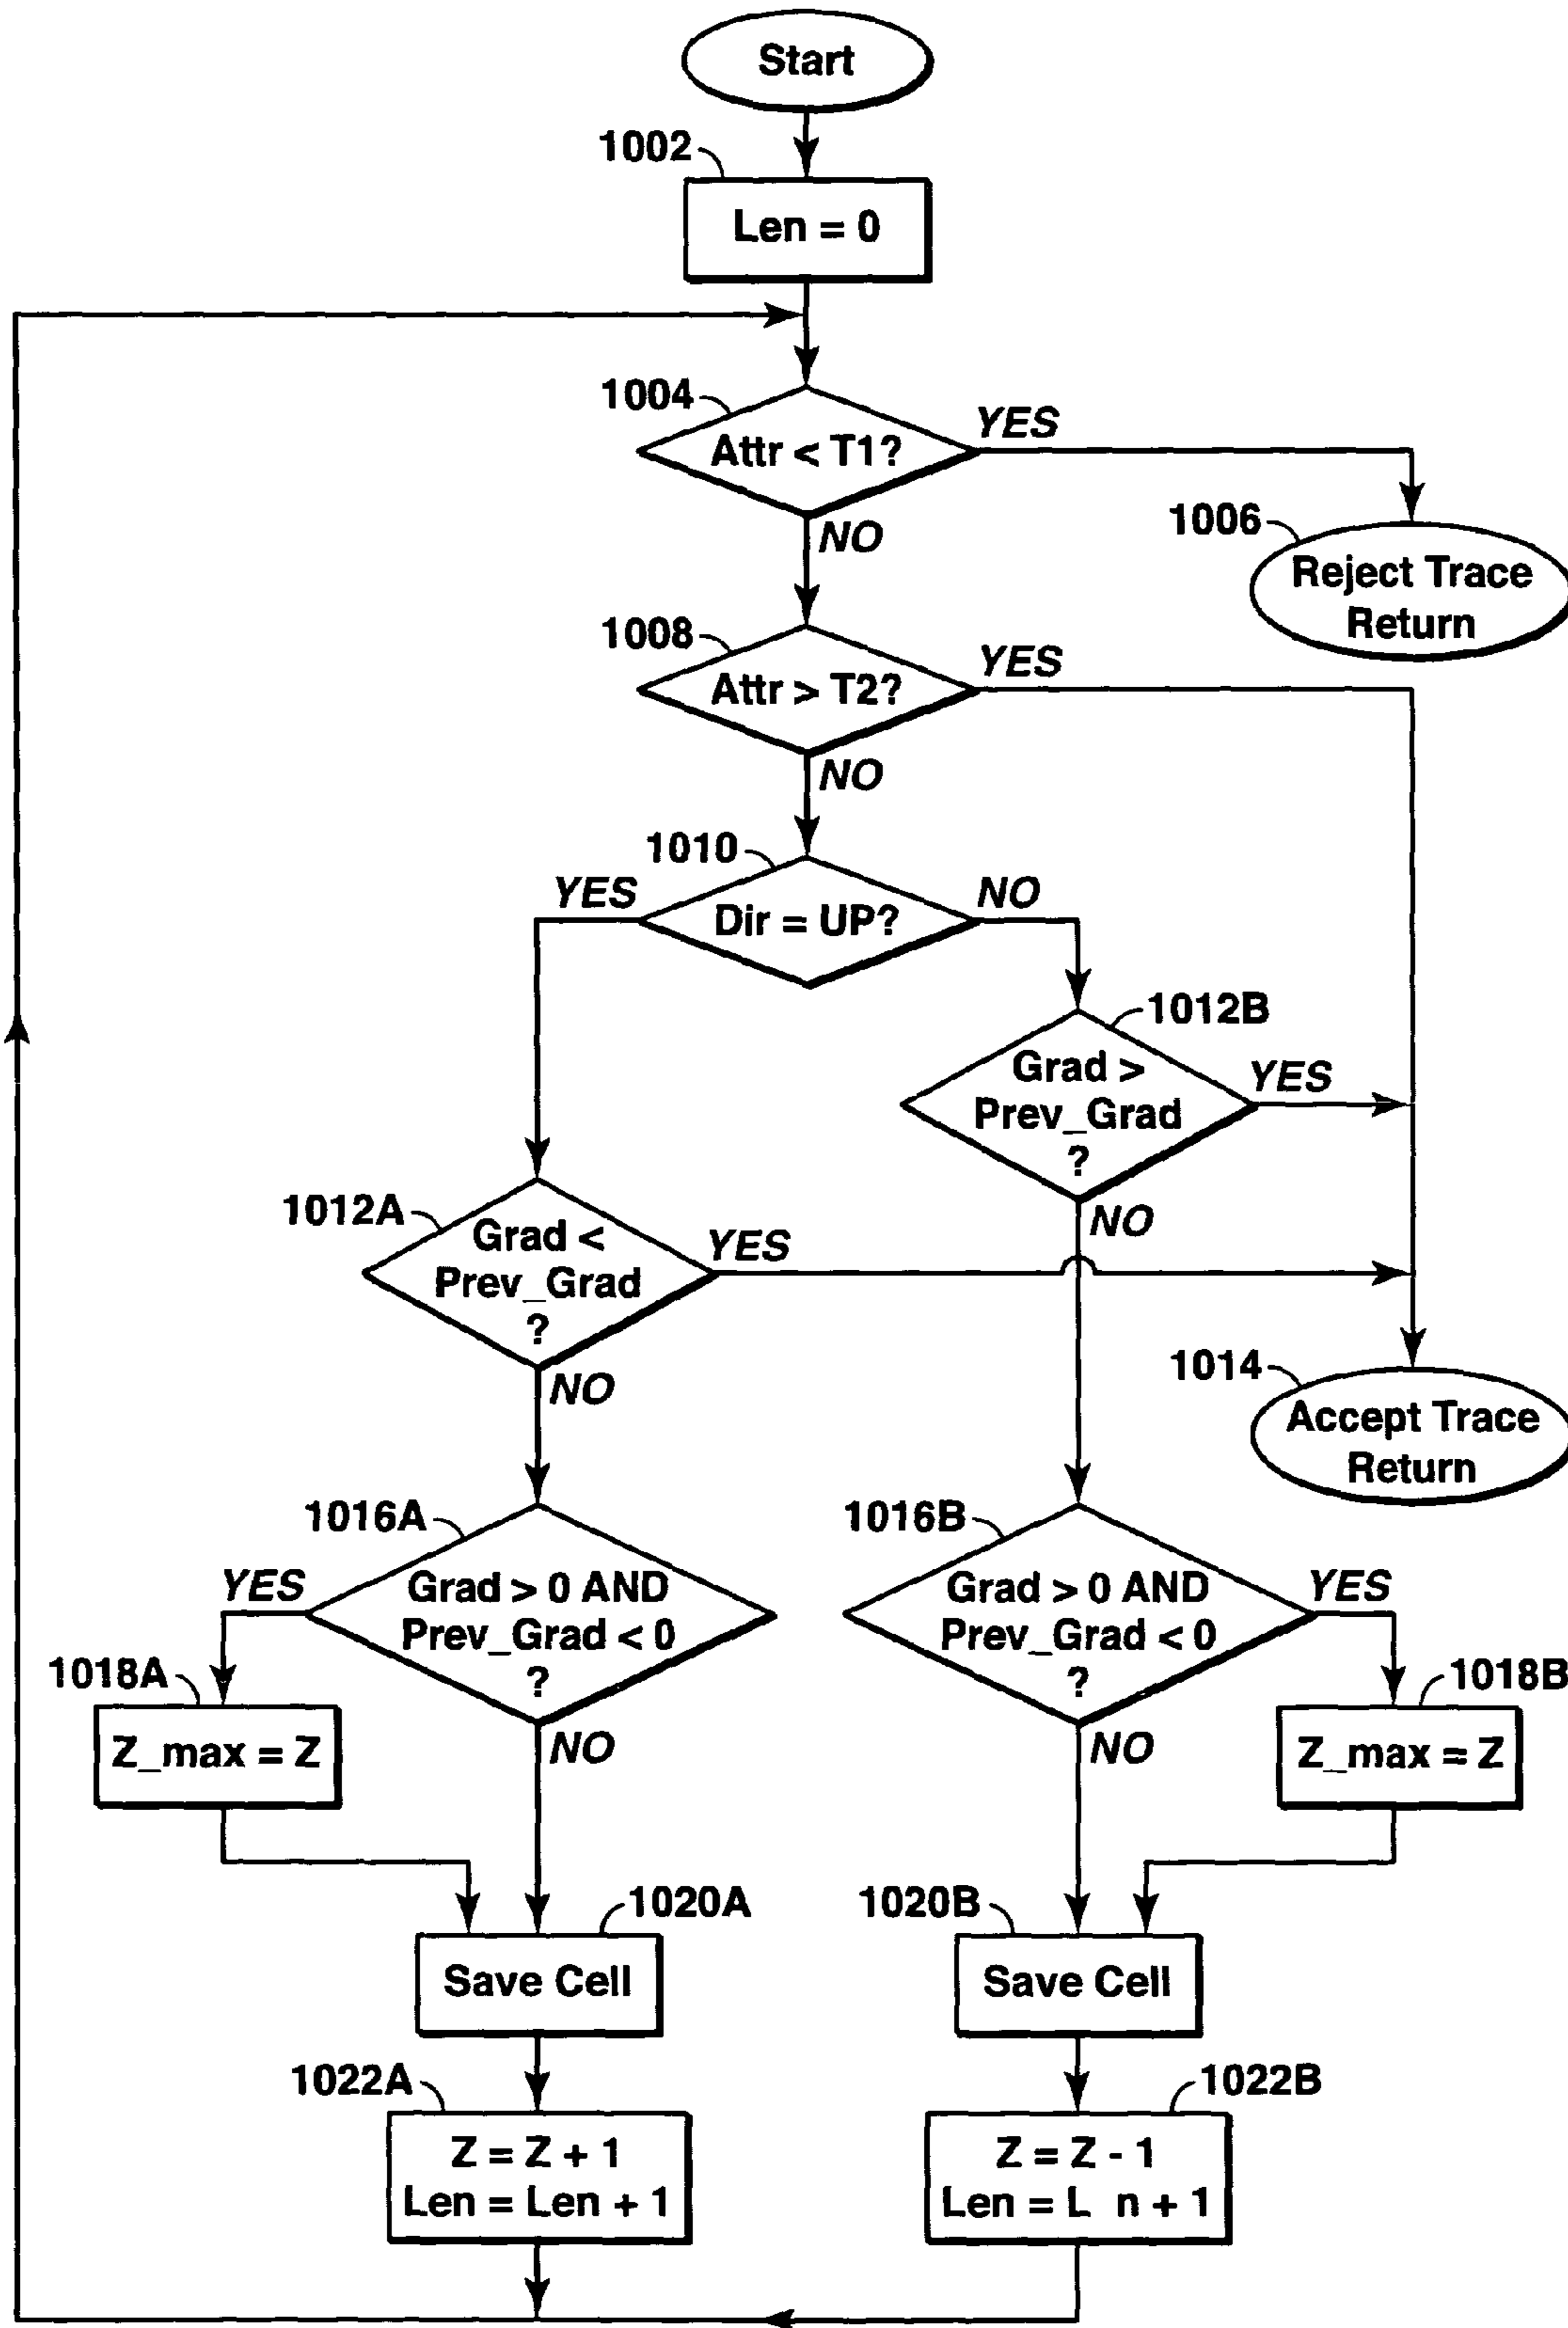 Start
1002
Len = 0
1004
Attr < T1?
YES
NO
1006
Reject Trace
Return
1008
Attr > T2?
YES
NO
1010
YES
Dir = UP?
NO
1012B
Grad >
Prev_Grad
?
YES
NO
1012A
Grad <
Prev_Grad
?
YES
NO
1014
Accept Trace
Return
1016A
YES
Grad > 0 AND
Prev_Grad < 0
?
NO
1016B
Grad > 0 AND
Prev_Grad < 0
?
YES
NO
1018A
Z_max = Z
1018B
Z_max = Z
1020A
Save Cell
1020B
Save Cell
1022A
Z = Z + 1
Len = Len + 1
1022B
Z = Z - 1
Len = L n + 1